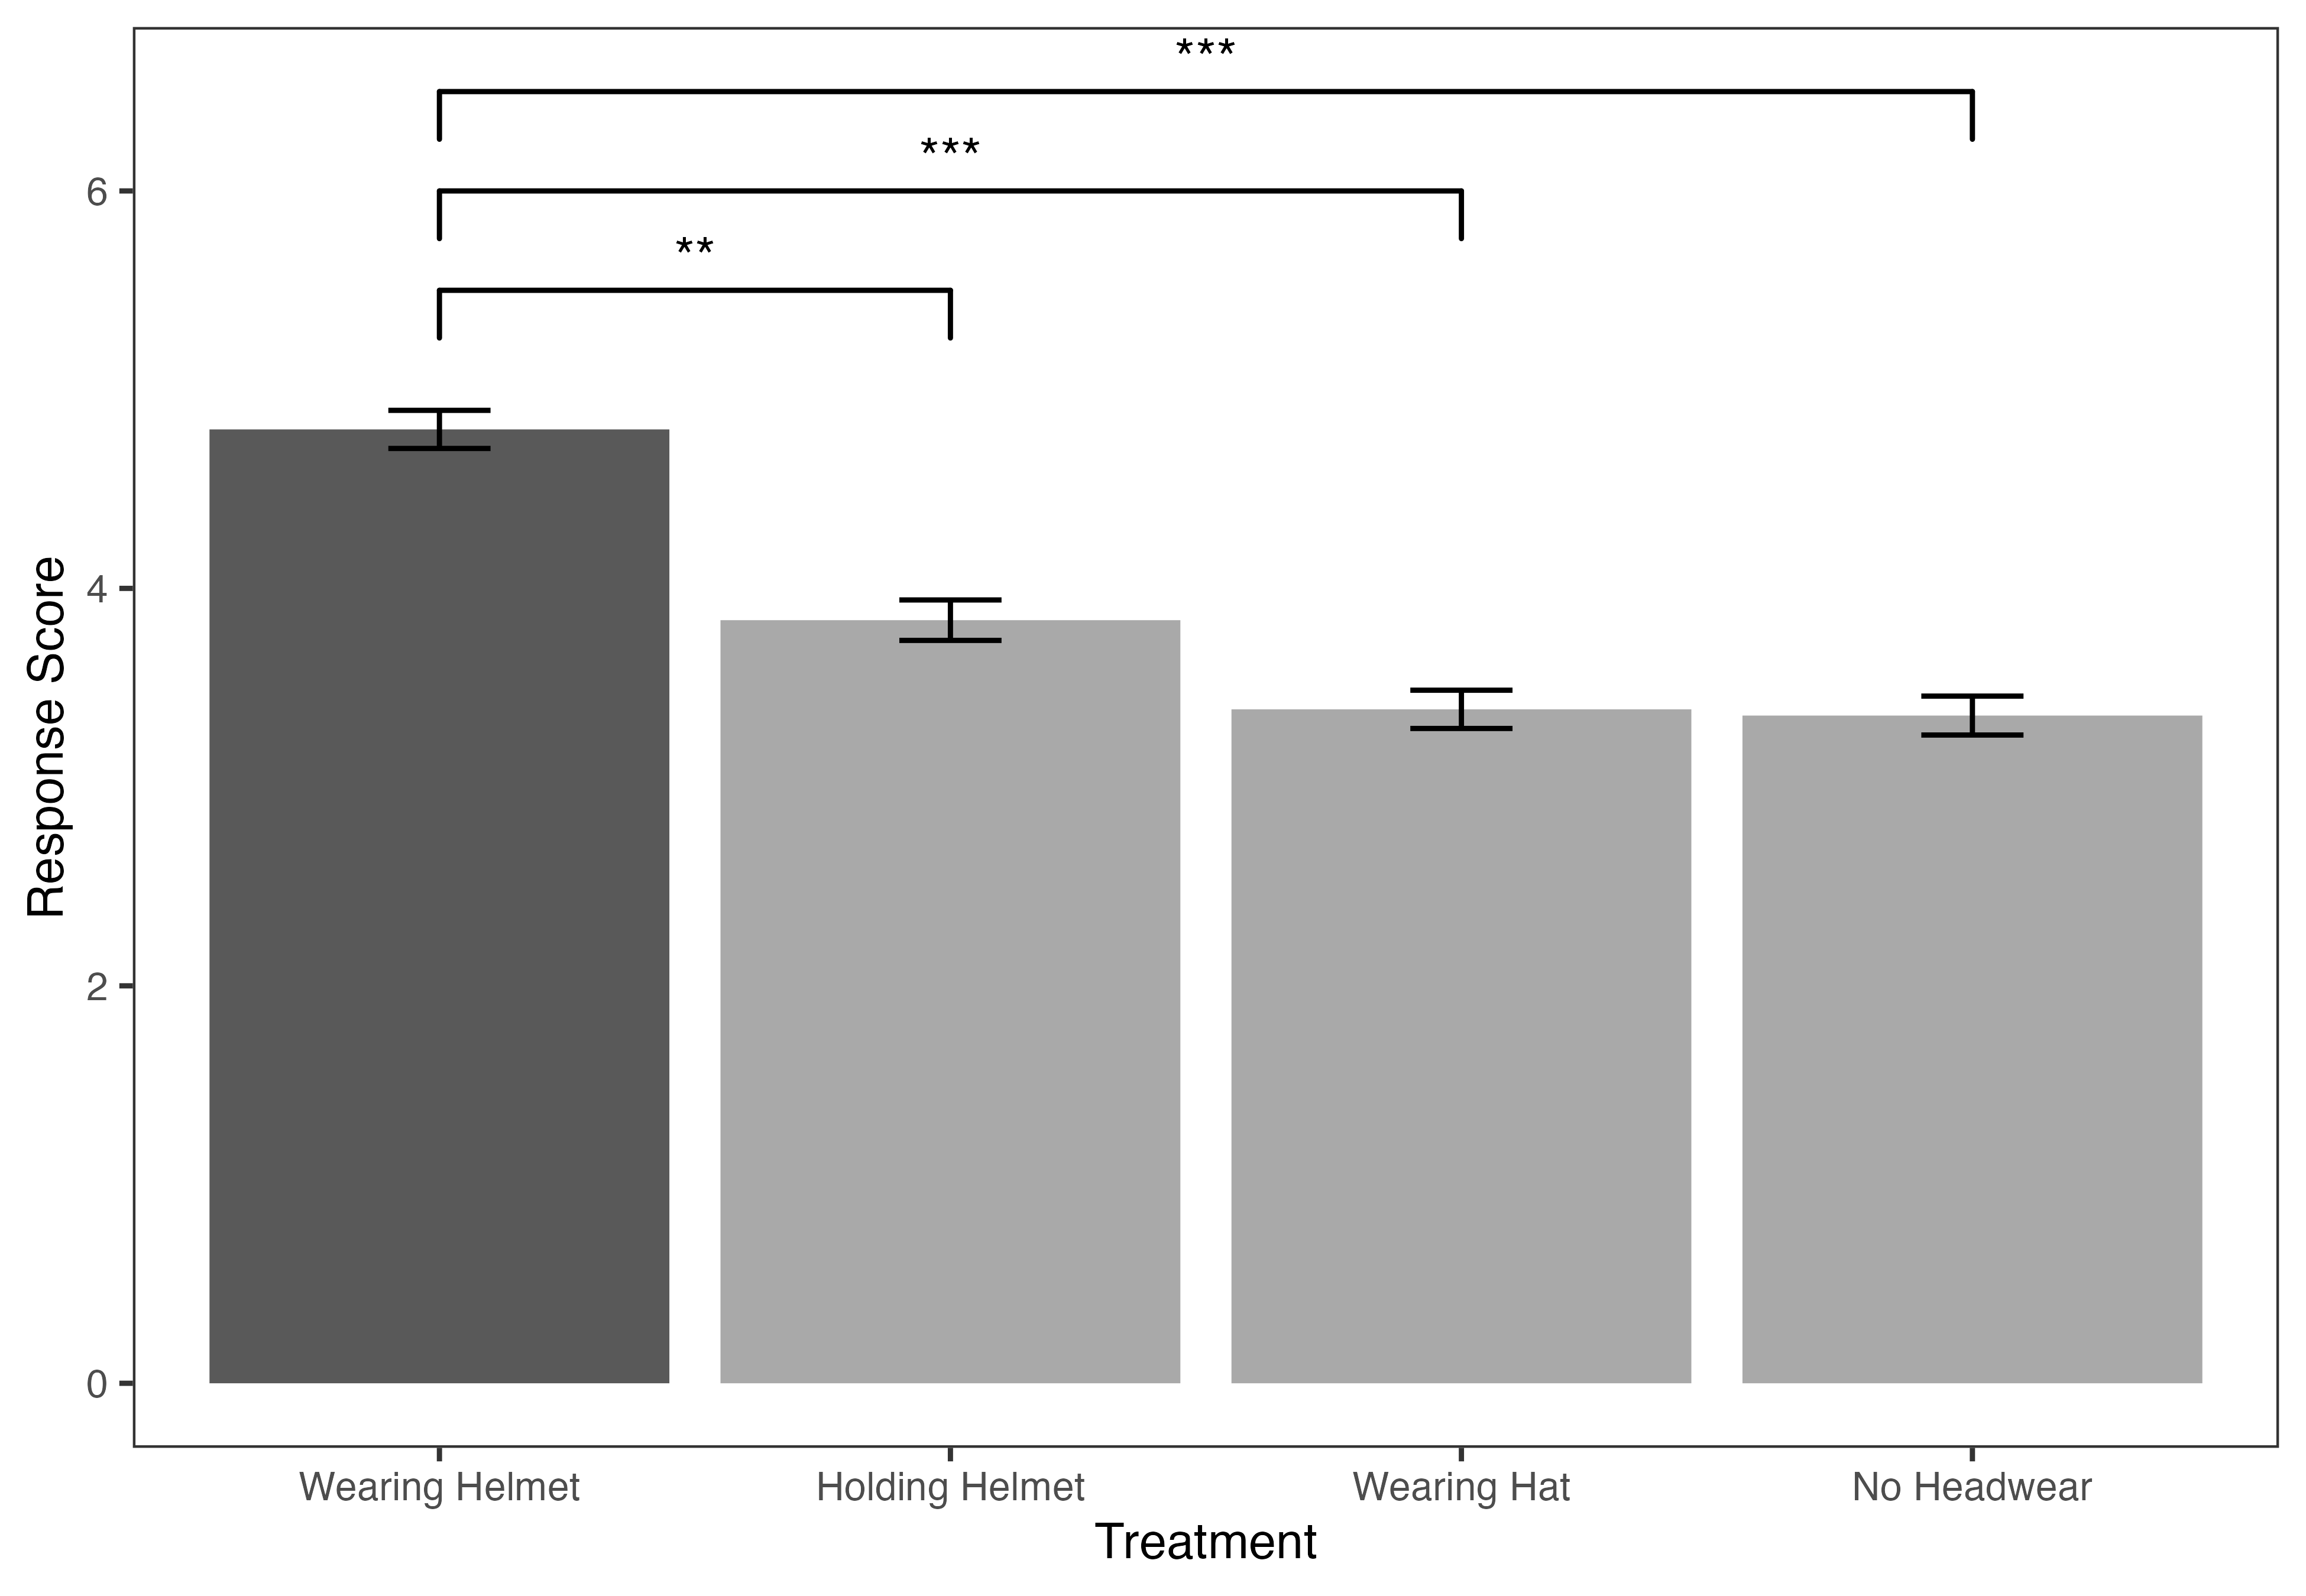 ***
***
**
6
4
2
0
Response Score
Wearing Helmet Holding Helmet Wearing Hat No Headwear
Treatment